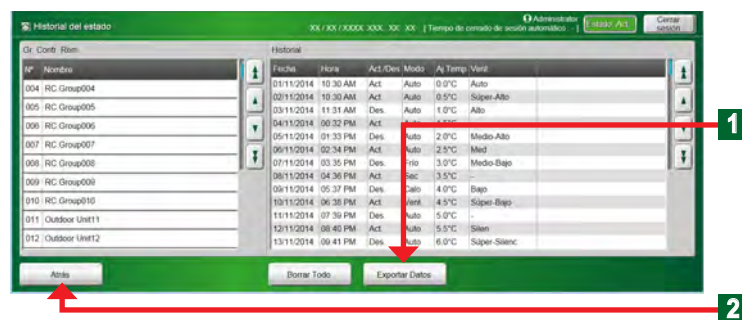 Historial del estado
XX / XX / XXXX XXX. XX: XX [ Tiempo de cerrado de sesión automático: - ]
Administrator
Estado: Act.
Cerrar sesión
Gr. Contr. Rem.
Nº Nombre
004 RC Group004
005 RC Group005
006 RC Group006
007 RC Group007
008 RC Group008
009 RC Group009
010 RC Group010
011 Outdoor Unit11
012 Outdoor Unit12
Historial
Fecha Hora Act./Des. Modo Aj.Temp. Vent.
01/11/2014 10:30 AM Act. Auto 0.0°C Auto
02/11/2014 10:30 AM Act. Auto 0.5°C Súper-Alto
03/11/2014 11:31 AM Des. Auto 1.0°C Alto
04/11/2014 00:32 PM Act. Auto
05/11/2014 01:33 PM Des. Auto 2.0°C Medio-Alto
06/11/2014 02:34 PM Act. Auto 2.5°C Med
07/11/2014 03:35 PM Des. Frío 3.0°C Medio-Bajo
08/11/2014 04:36 PM Act. Sec 3.5°C -
09/11/2014 05:37 PM Des. Calo 4.0°C Bajo
10/11/2014 06:38 PM Act. Vent. 4.5°C Súper-Bajo
11/11/2014 07:39 PM Des. Auto 5.0°C -
12/11/2014 08:40 PM Act. Auto 5.5°C Silen
13/11/2014 09:41 PM Des. Auto 6.0°C Súper-Silenc
Atrás
Borrar Todo
Exportar Datos
1
2